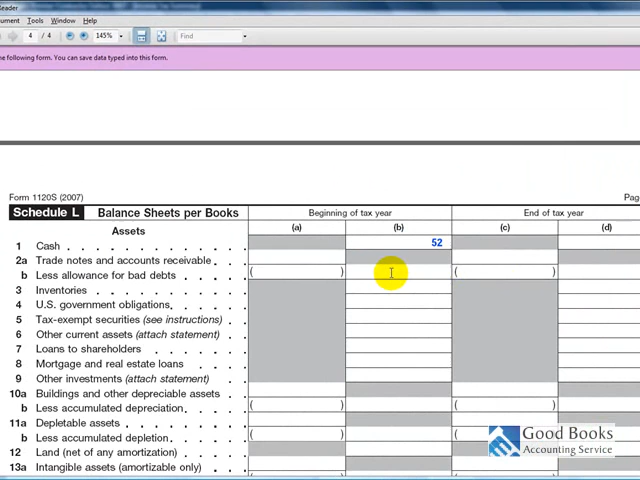 Reader
ument Tools Window Help
4 / 4 145% Find
he following form. You can save data typed into this form.
Form 1120S (2007) Pag
Schedule L Balance Sheets per Books Beginning of tax year End of tax year
Assets (a) (b) (c) (d)
1 Cash 52
2a Trade notes and accounts receivable
b Less allowance for bad debts ( ) ( )
3 Inventories
4 U.S. government obligations
5 Tax-exempt securities (see instructions)
6 Other current assets (attach statement)
7 Loans to shareholders
8 Mortgage and real estate loans
9 Other investments (attach statement)
10a Buildings and other depreciable assets
b Less accumulated depreciation ( ) ( )
11a Depletable assets
b Less accumulated depletion ( ) ( )
12 Land (net of any amortization)
13a Intangible assets (amortizable only)
Good Books
Accounting Service